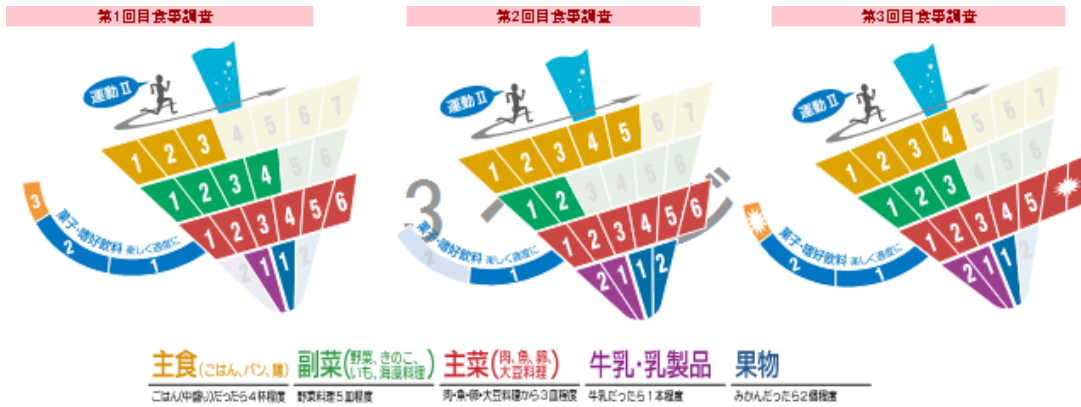 第1回目食事調査
第2回目食事調査
第3回目食事調査
運動Ⅱ
1 2 3 4 5 6 7
1 2 3 4 5 6
1 2 3 4 5 6
2 1 1 2
3
菓子・嗜好飲料 楽しく適度に
2 1
運動Ⅱ
1 2 3 4 5 6 7
1 2 3 4 5 6
1 2 3 4 5 6
2 1 1 2
菓子・嗜好飲料 楽しく適度に
2 1
3
運動Ⅱ
1 2 3 4 5 6 7
1 2 3 4 5 6
1 2 3 4 5
2 1 1 2
菓子・嗜好飲料 楽しく適度に
2 1
主食(ごはん、パン、麺)
ごはん(中盛り)だったら4杯程度
副菜(野菜、きのこ、いも、海藻料理)
野菜料理5皿程度
主菜(肉、魚、卵、大豆料理)
肉・魚・卵・大豆料理から3皿程度
牛乳・乳製品
牛乳だったら1本程度
果物
みかんだったら2個程度